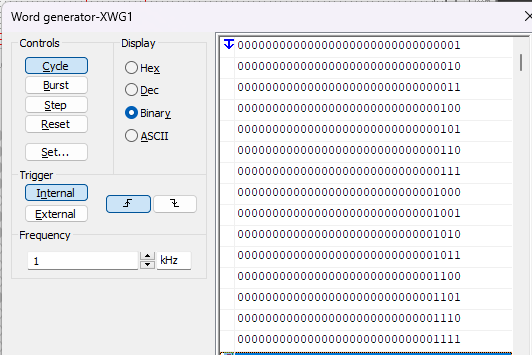 Word generator-XWG1
Controls
Cycle
Burst
Step
Reset
Set...
Display
Hex
Dec
Binary
ASCII
Trigger
Internal
External
Frequency
1
kHz
00000000000000000000000000000001
00000000000000000000000000000010
00000000000000000000000000000011
00000000000000000000000000000100
00000000000000000000000000000101
00000000000000000000000000000110
00000000000000000000000000000111
00000000000000000000000000001000
00000000000000000000000000001001
00000000000000000000000000001010
00000000000000000000000000001011
00000000000000000000000000001100
00000000000000000000000000001101
00000000000000000000000000001110
00000000000000000000000000001111